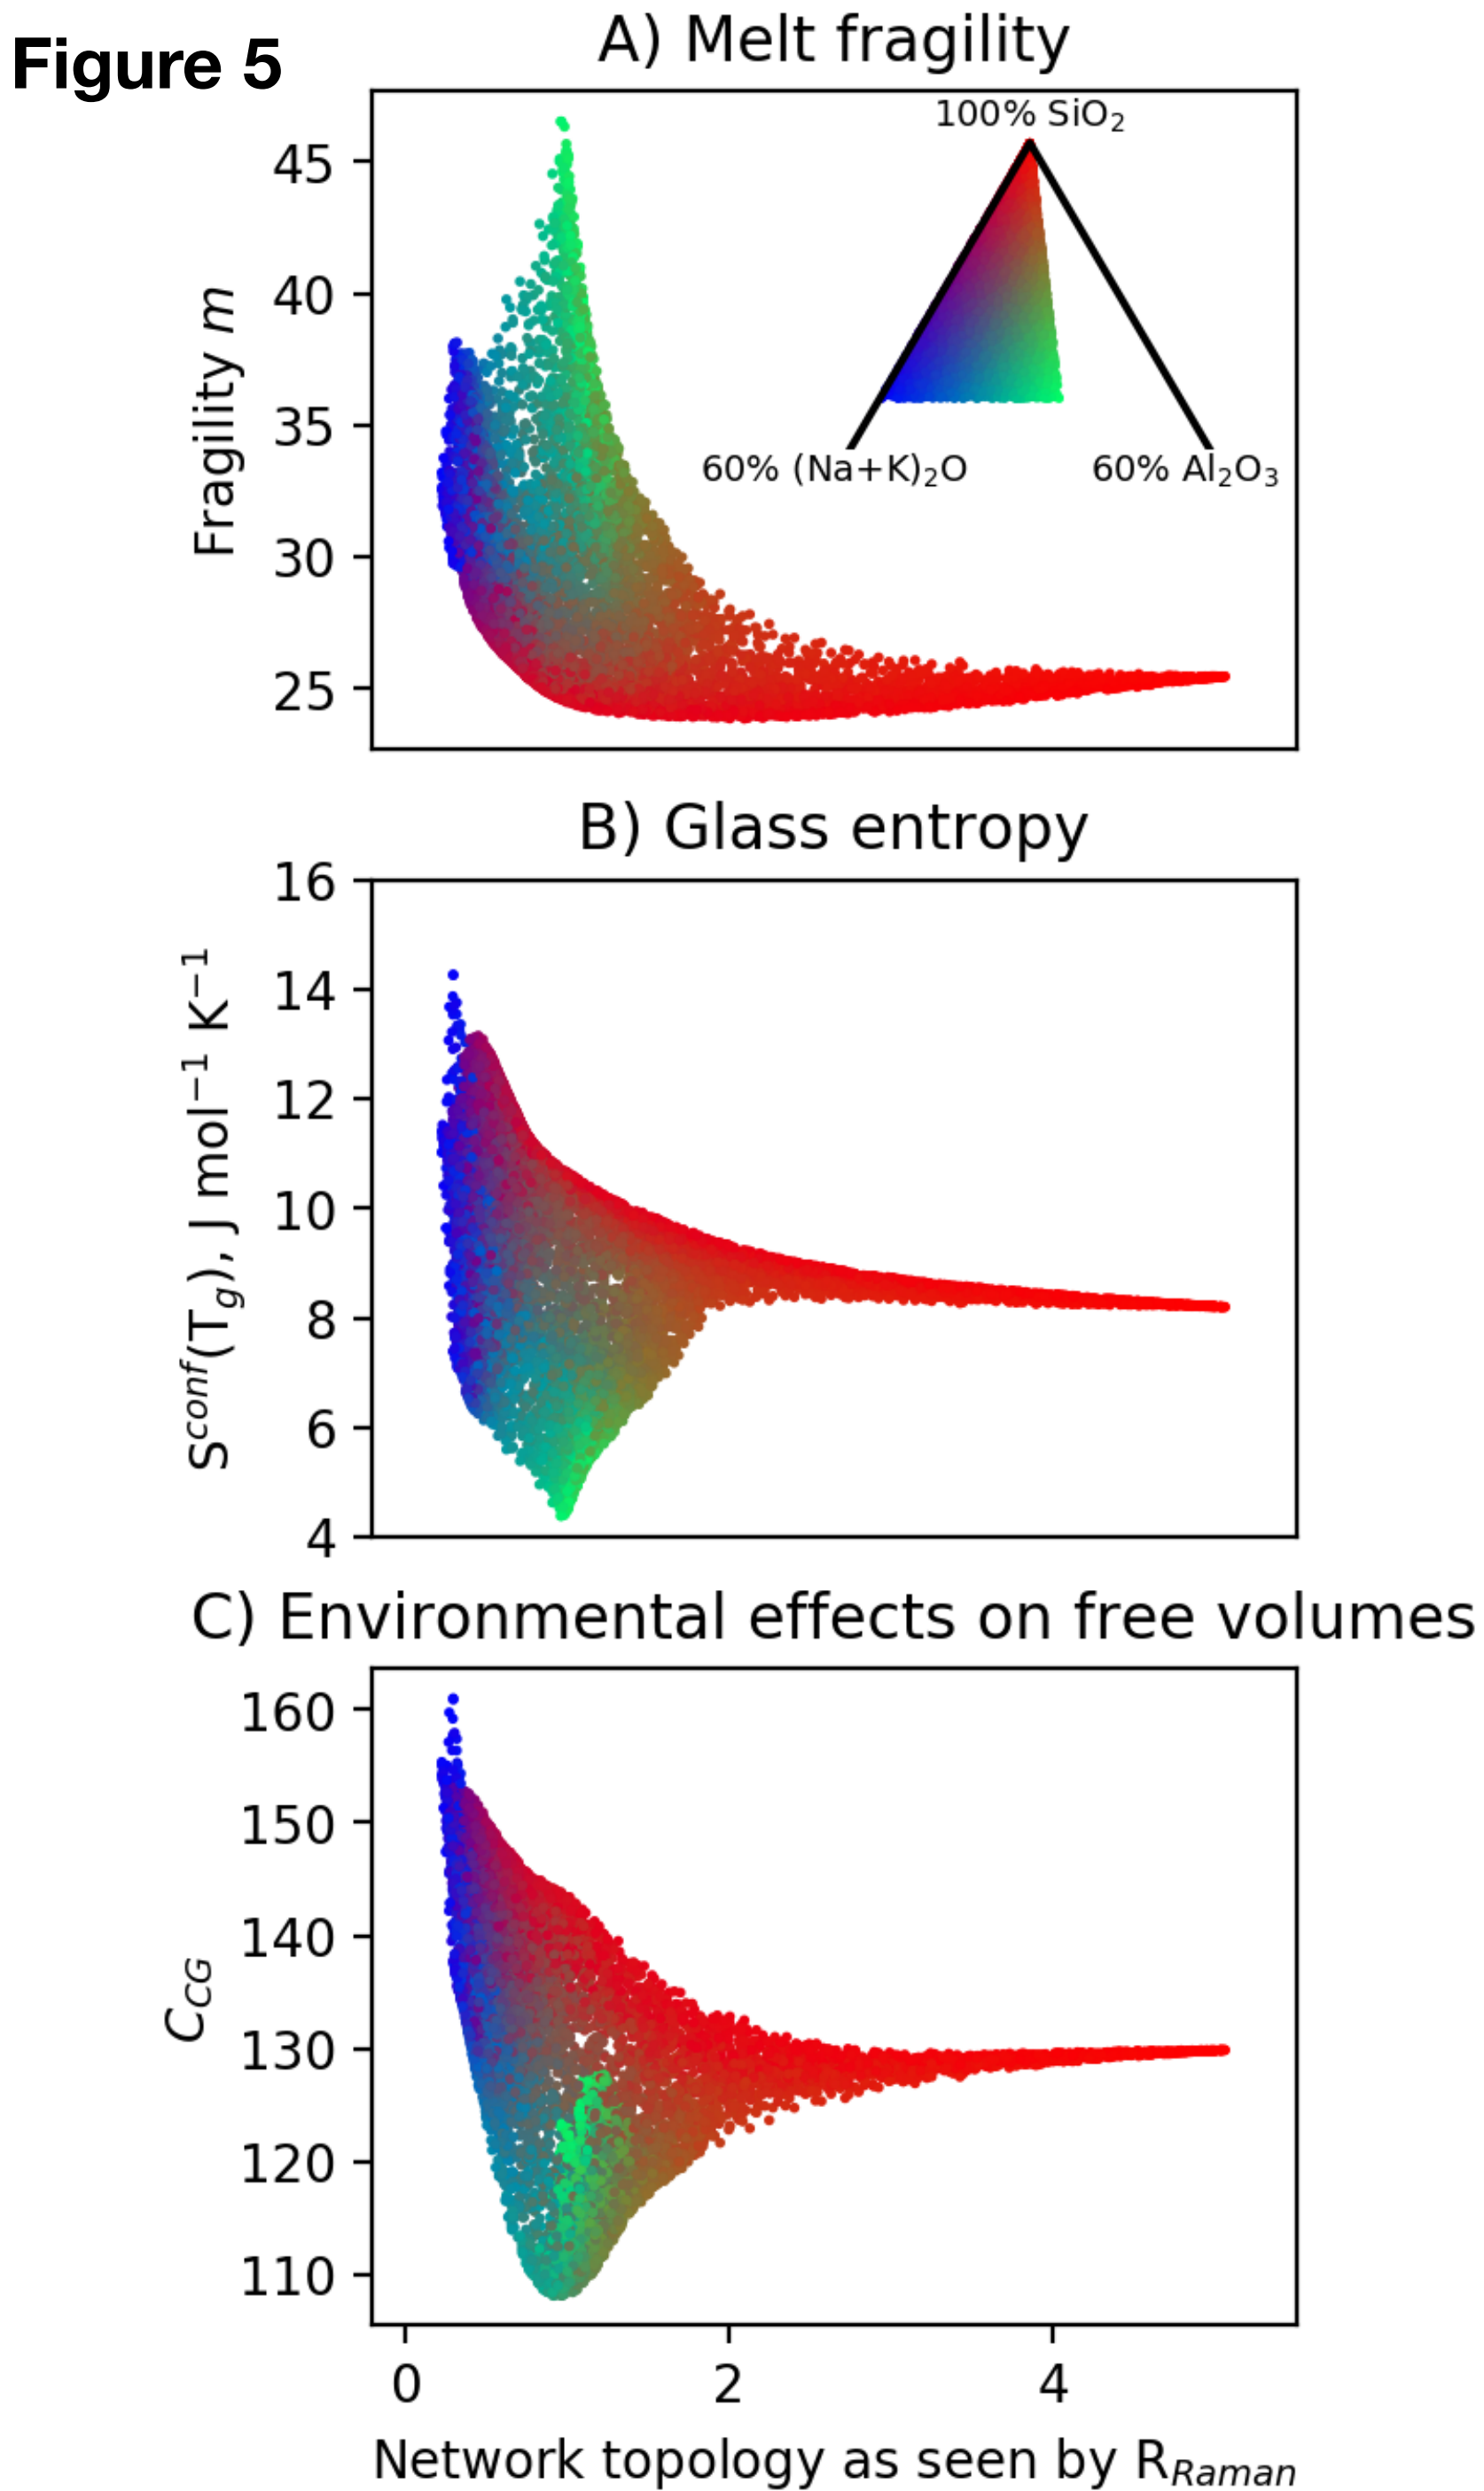 Figure 5
A) Melt fragility
100% SiO₂
45
40
35
30
25
Fragility m
60% (Na+K)₂O
60% Al₂O₃
B) Glass entropy
16
14
12
10
8
6
4
Sᶜᵒⁿᶠ(T_g), J mol⁻¹ K⁻¹
C) Environmental effects on free volumes
160
150
140
130
120
110
C_CG
0 2 4
Network topology as seen by R_Raman